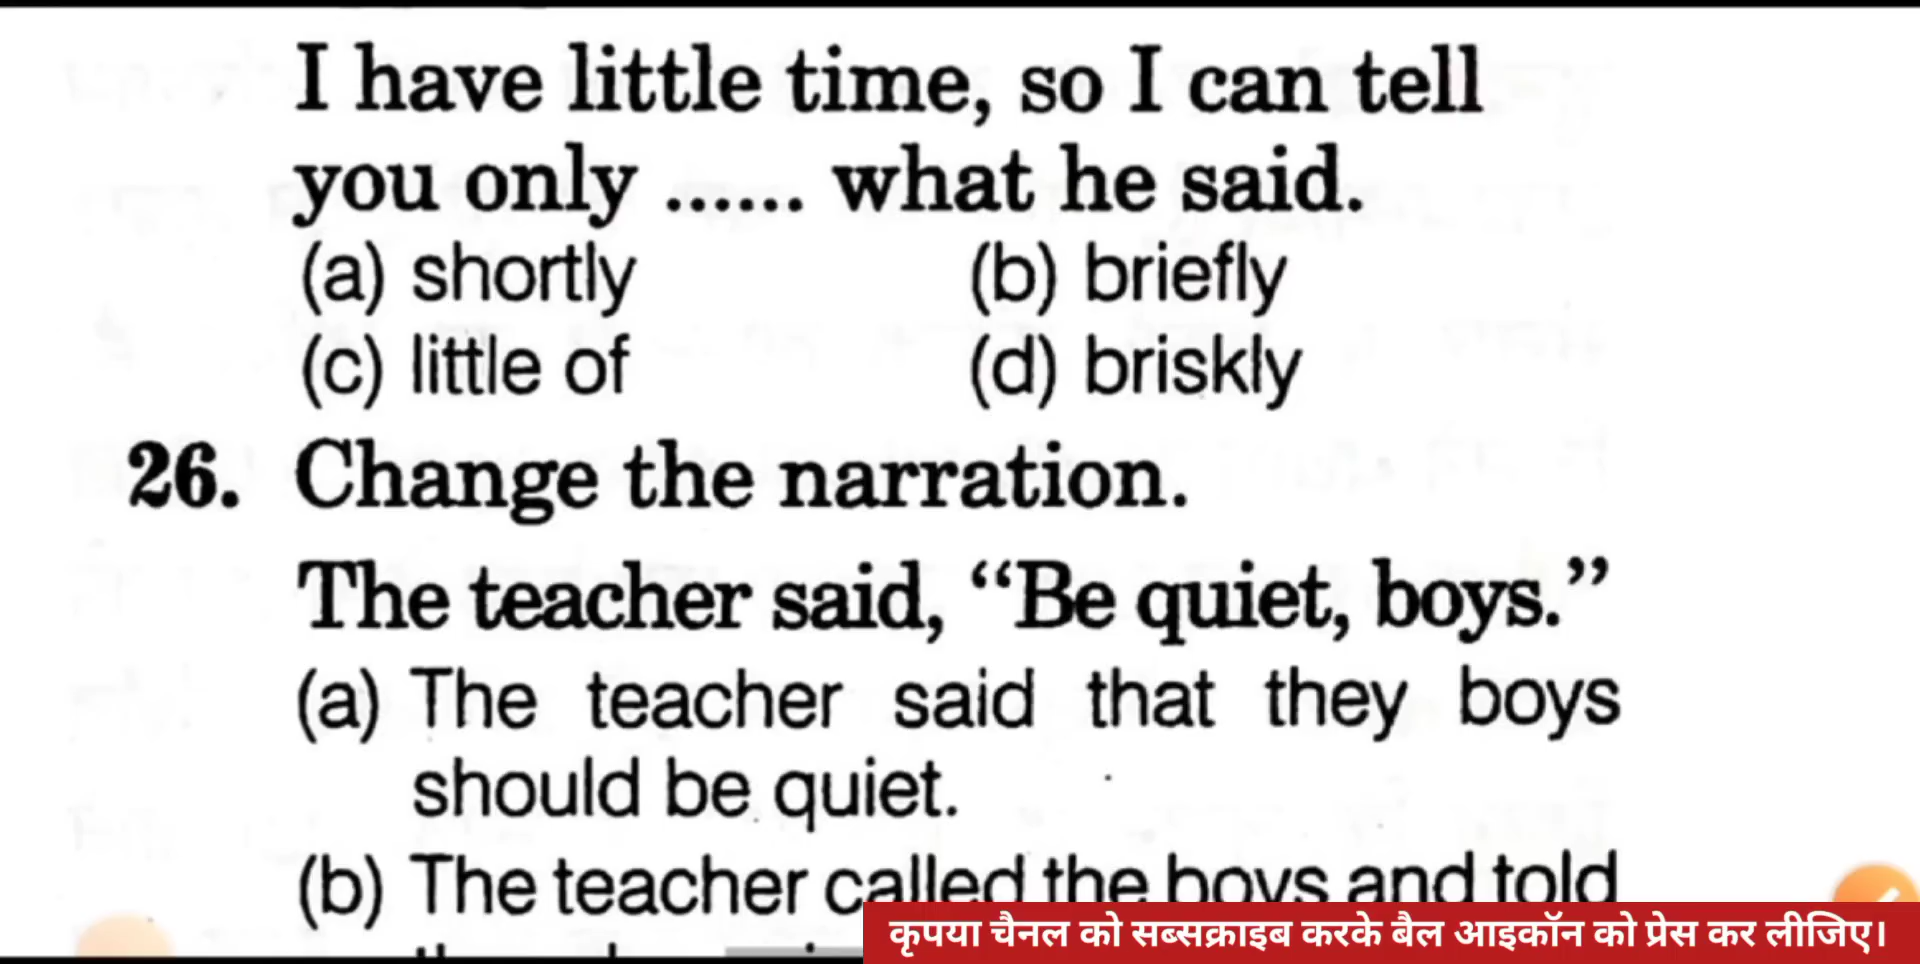 I have little time, so I can tell
you only ...... what he said.
(a) shortly (b) briefly
(c) little of (d) briskly
26. Change the narration.
The teacher said, “Be quiet, boys.”
(a) The teacher said that they boys
should be quiet.
(b) The teacher called the boys and told
कृपया चैनल को सब्सक्राइब करके बैल आइकॉन को प्रेस कर लीजिए।